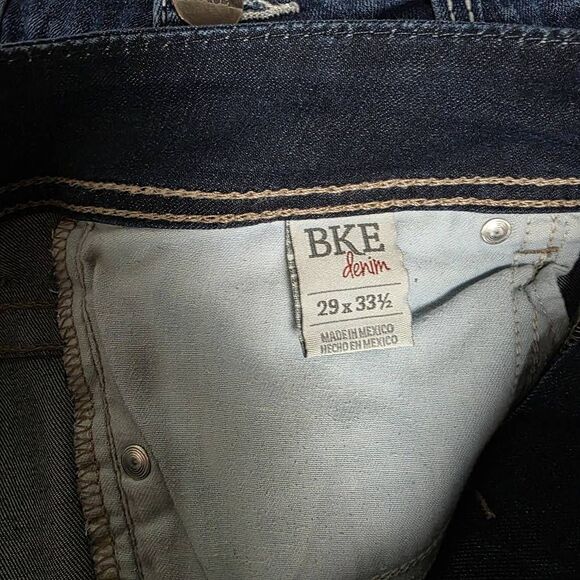 BKE
denim
29 x 33½
MADE IN MEXICO
HECHO EN MEXICO